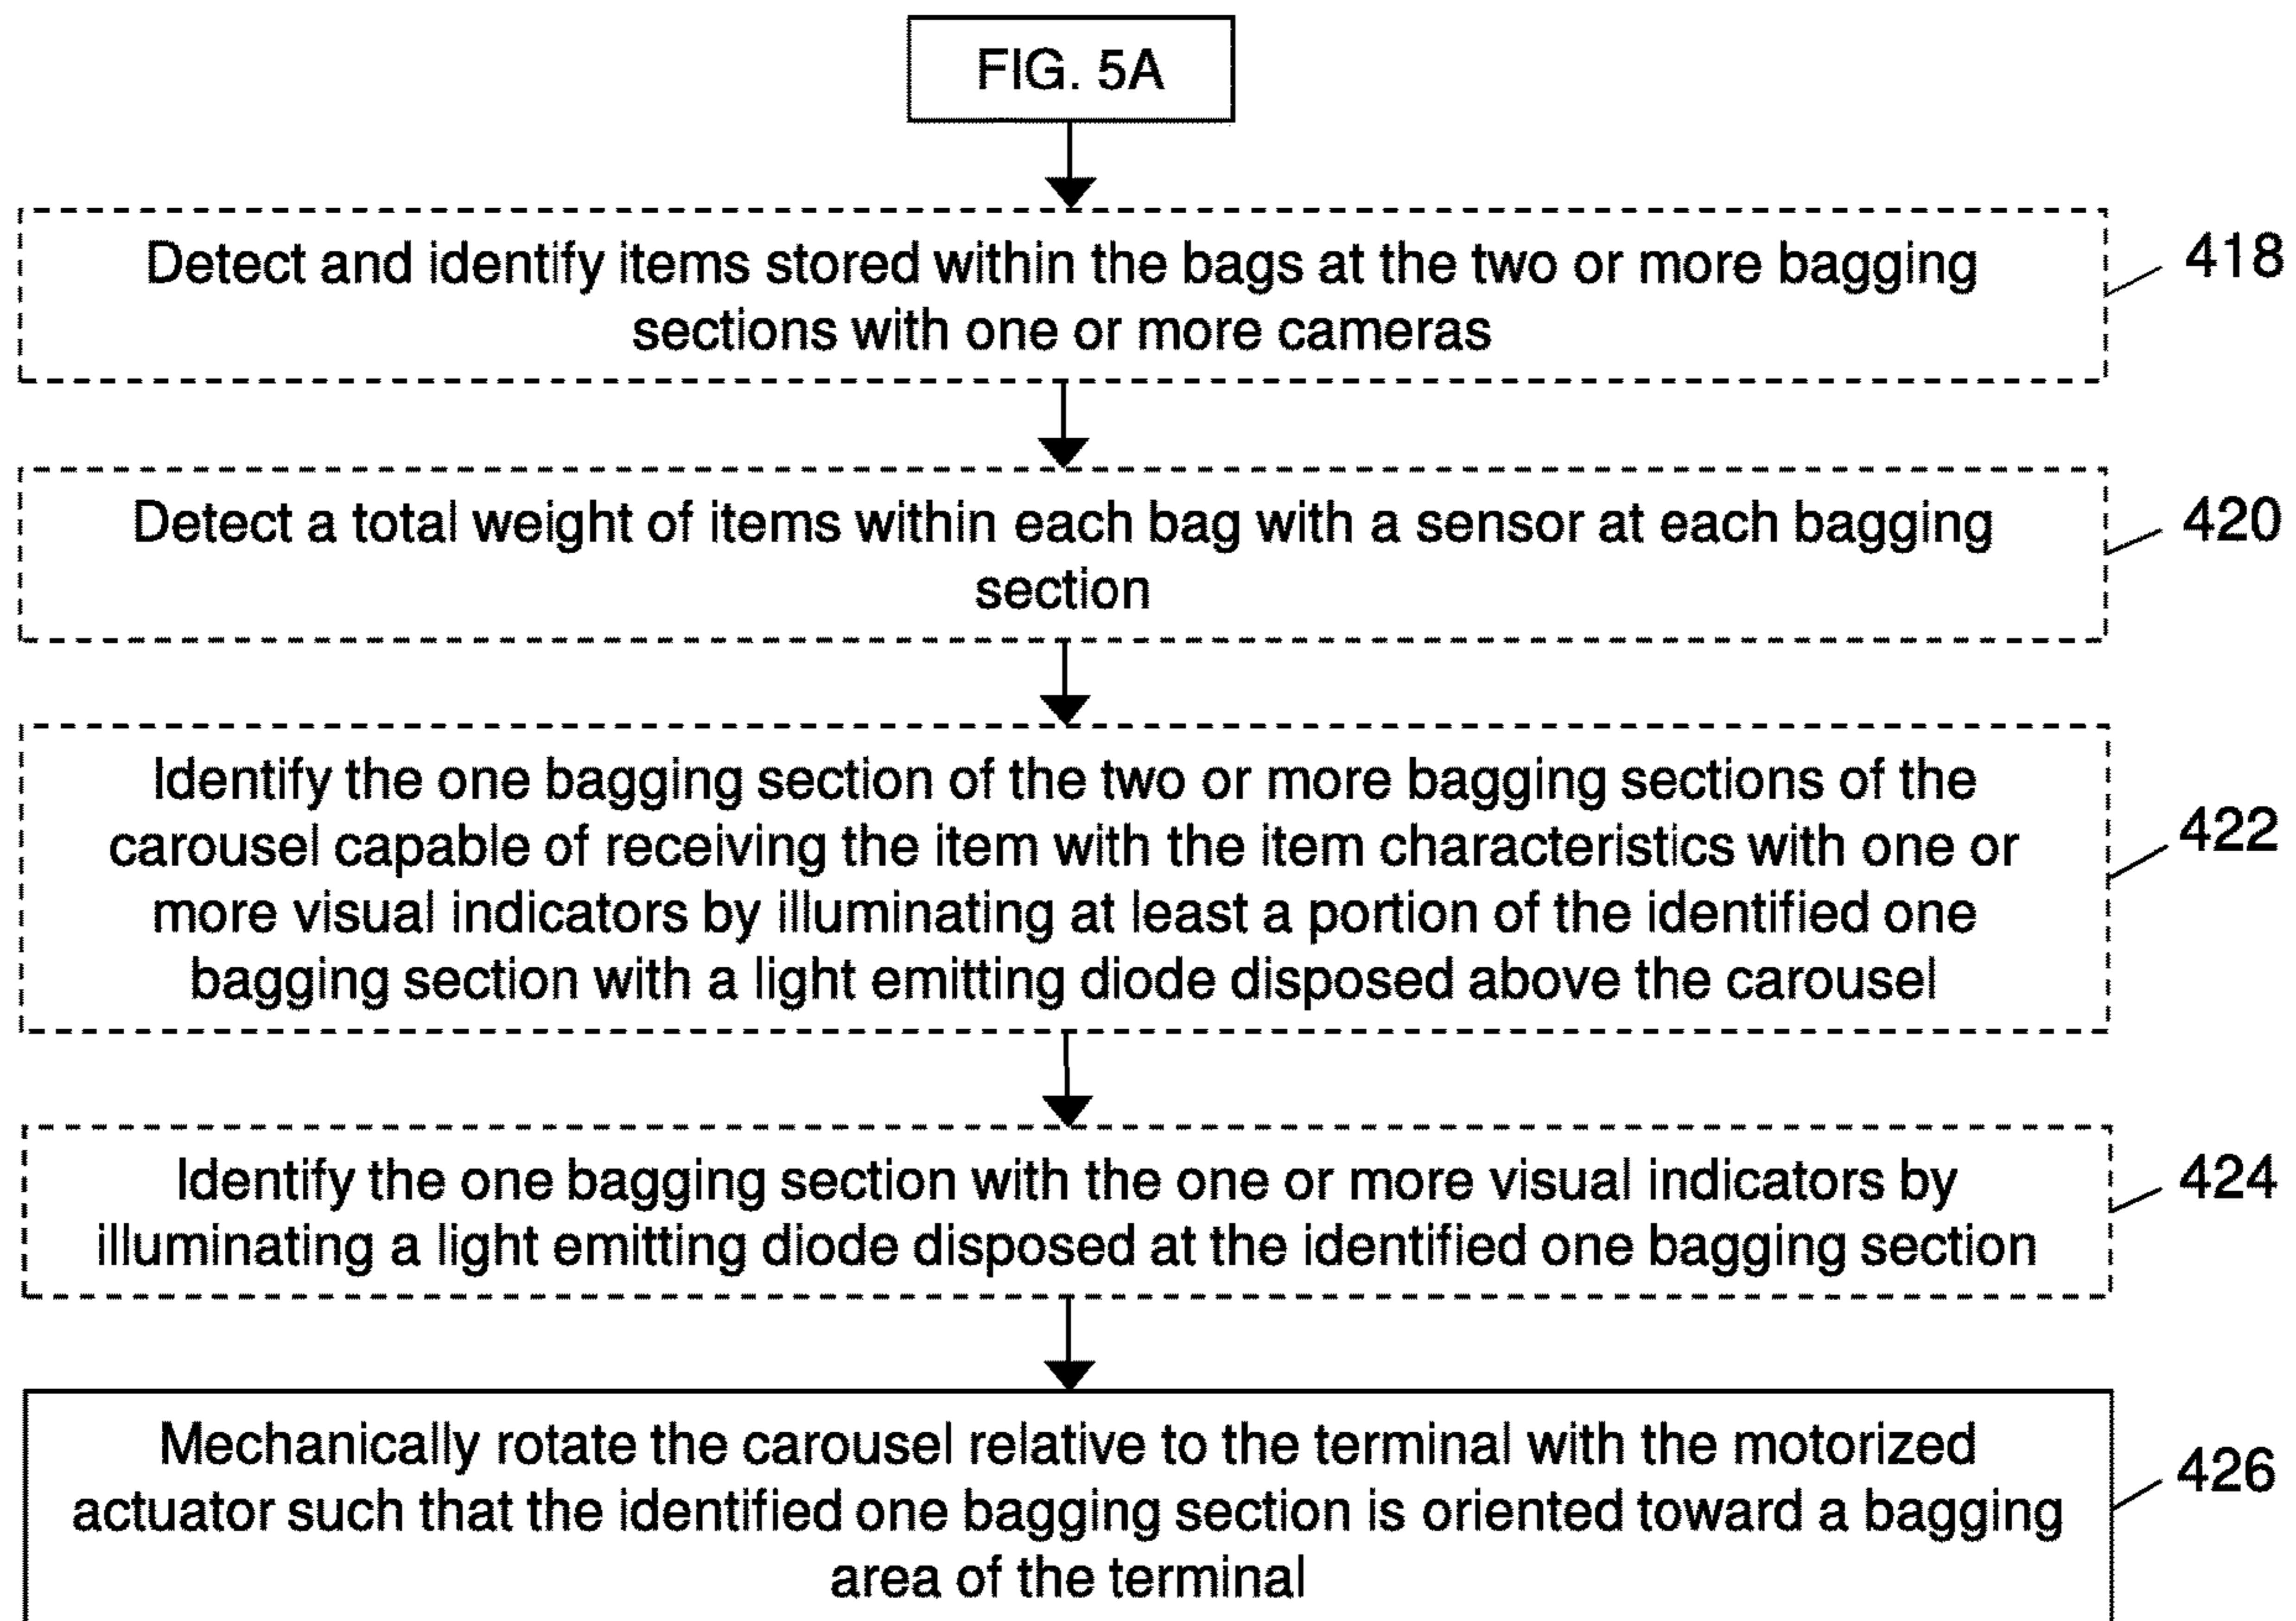 FIG. 5A
Detect and identify items stored within the bags at the two or more bagging
sections with one or more cameras
418
Detect a total weight of items within each bag with a sensor at each bagging
section
420
Identify the one bagging section of the two or more bagging sections of the
carousel capable of receiving the item with the item characteristics with one or
more visual indicators by illuminating at least a portion of the identified one
bagging section with a light emitting diode disposed above the carousel
422
Identify the one bagging section with the one or more visual indicators by
illuminating a light emitting diode disposed at the identified one bagging section
424
Mechanically rotate the carousel relative to the terminal with the motorized
actuator such that the identified one bagging section is oriented toward a bagging
area of the terminal
426